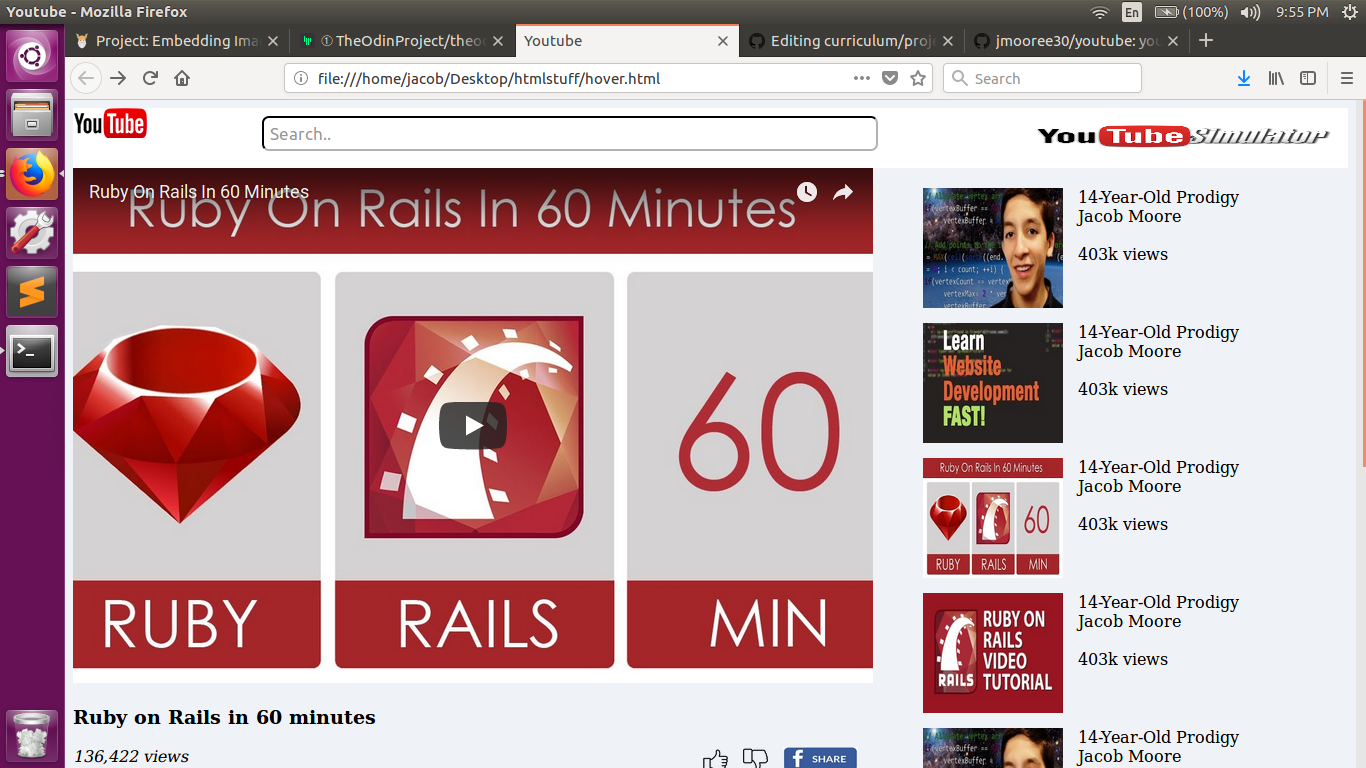 Youtube - Mozilla Firefox
En
(100%)
9:55 PM
Project: Embedding Ima
① TheOdinProject/theo
Youtube
Editing curriculum/proj
jmooree30/youtube: yo
file:///home/jacob/Desktop/htmlstuff/hover.html
Search
YouTube
Search..
YouTube Simulator
Ruby On Rails In 60 Minutes
Ruby On Rails In 60 Minutes
60
RUBY
RAILS
MIN
Ruby on Rails in 60 minutes
136,422 views
f SHARE
14-Year-Old Prodigy
Jacob Moore
403k views
Learn
Website
Development
FAST!
14-Year-Old Prodigy
Jacob Moore
403k views
Ruby On Rails In 60 Minutes
60
RUBY
RAILS
MIN
14-Year-Old Prodigy
Jacob Moore
403k views
RUBY ON
RAILS
VIDEO
TUTORIAL
RAILS
14-Year-Old Prodigy
Jacob Moore
403k views
14-Year-Old Prodigy
Jacob Moore